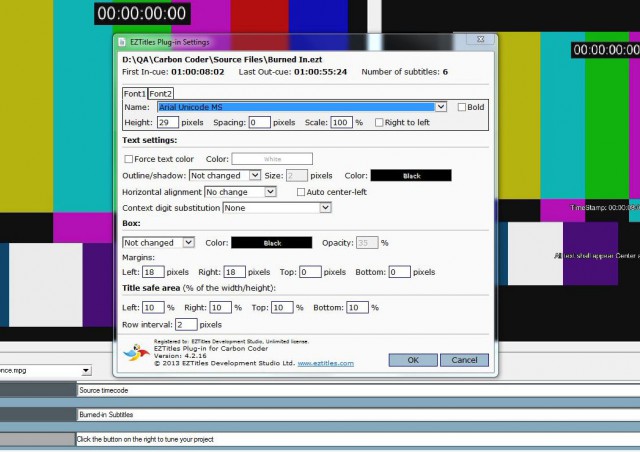 00:00:00:00
00:00:00:00
EZTitles Plug-in Settings
D:\QA\Carbon Coder\Source Files\Burned In.ezt
First In-cue: 01:00:08:02 Last Out-cue: 01:00:55:24 Number of subtitles: 6
Font1 Font2
Name: Arial Unicode MS Bold
Height: 29 pixels Spacing: 0 pixels Scale: 100 % Right to left
Text settings:
Force text color Color: White
Outline/shadow: Not changed Size: 2 pixels Color: Black
Horizontal alignment No change Auto center-left
Context digit substitution None
TimeStamp: 00:00:09
Box:
Not changed Color: Black Opacity: 35 %
All text shall appear Center a
Margins:
Left: 18 pixels Right: 18 pixels Top: 0 pixels Bottom: 0 pixels
Title safe area (% of the width/height):
Left: 10 % Right: 10 % Top: 10 % Bottom: 10 %
Row interval: 2 pixels
Registered to: EZTitles Development Studio, Unlimited license.
EZTitles Plug-in for Carbon Coder
Version: 4.2.16
© 2013 EZTitles Development Studio Ltd. www.eztitles.com
OK Cancel
nce.mpg
Source timecode
Burned-in Subtitles
Click the button on the right to tune your project